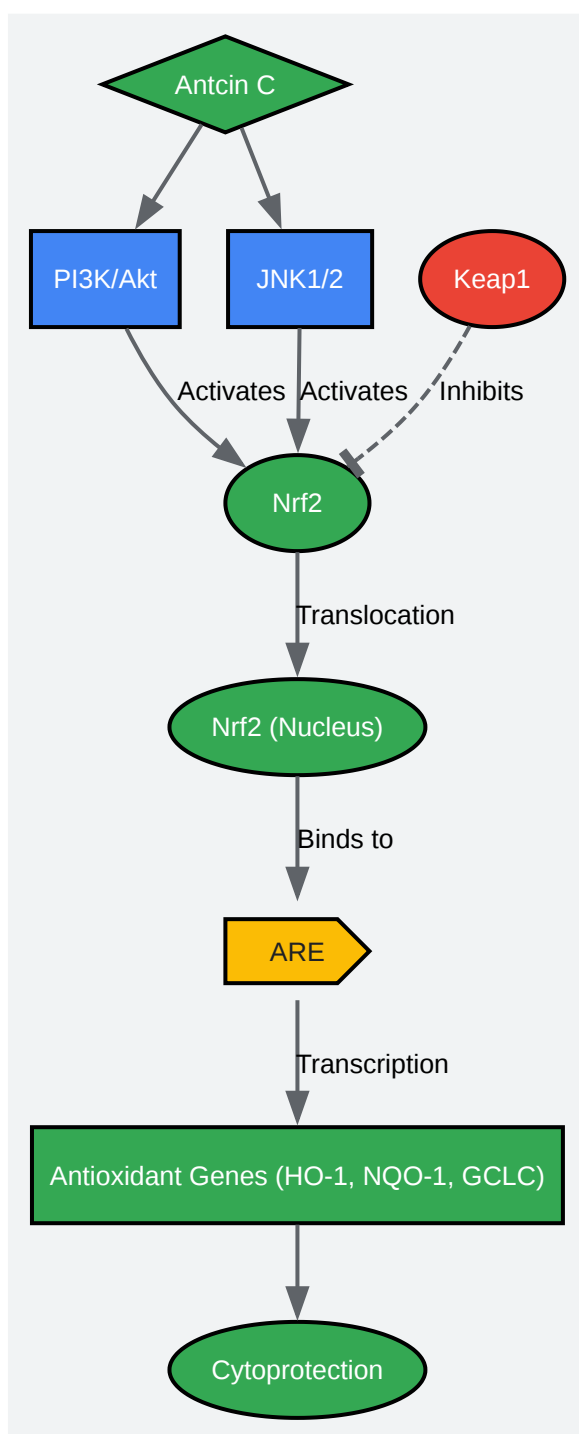 Antcin C
PI3K/Akt
JNK1/2
Keap1
Activates
Activates
Inhibits
Nrf2
Translocation
Nrf2 (Nucleus)
Binds to
ARE
Transcription
Antioxidant Genes (HO-1, NQO-1, GCLC)
Cytoprotection